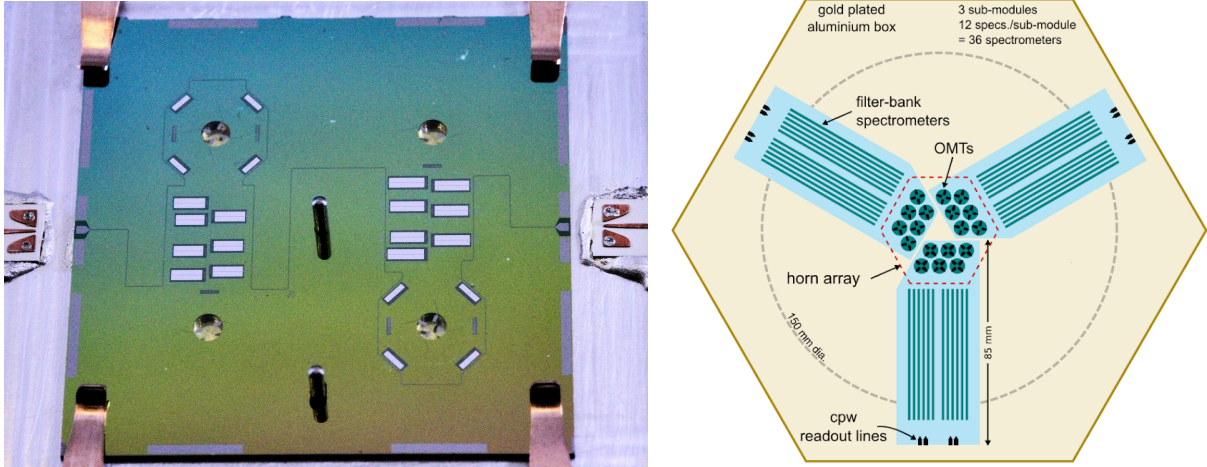 gold plated
aluminium box
3 sub-modules
12 specs./sub-module
= 36 spectrometers
filter-bank
spectrometers
OMTs
horn array
150 mm dia.
85 mm
cpw
readout lines